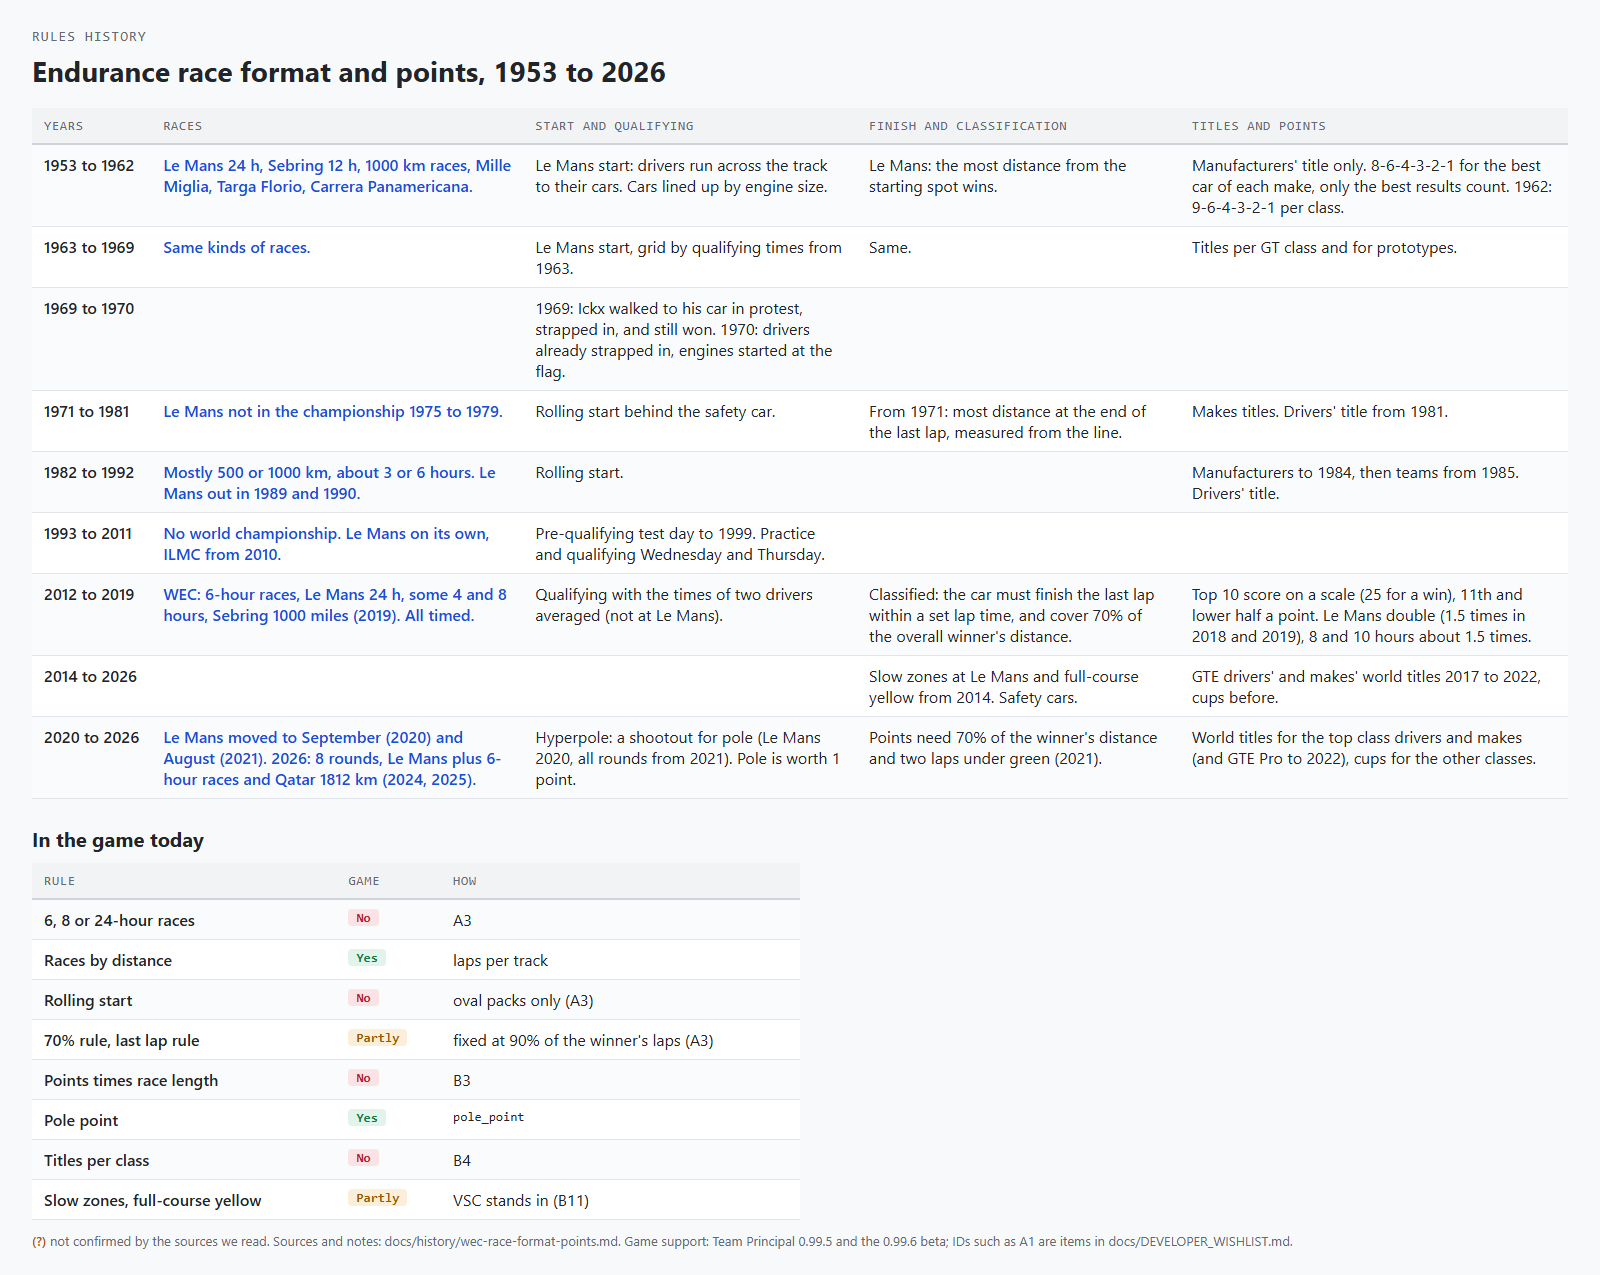 RULES HISTORY
Endurance race format and points, 1953 to 2026
YEARS RACES START AND QUALIFYING FINISH AND CLASSIFICATION TITLES AND POINTS
1953 to 1962
Le Mans 24 h, Sebring 12 h, 1000 km races, Mille
Miglia, Targa Florio, Carrera Panamericana.
Le Mans start: drivers run across the track
to their cars. Cars lined up by engine size.
Le Mans: the most distance from the
starting spot wins.
Manufacturers' title only. 8-6-4-3-2-1 for the best
car of each make, only the best results count. 1962:
9-6-4-3-2-1 per class.
1963 to 1969
Same kinds of races.
Le Mans start, grid by qualifying times from
1963.
Same.
Titles per GT class and for prototypes.
1969 to 1970
1969: Ickx walked to his car in protest,
strapped in, and still won. 1970: drivers
already strapped in, engines started at the
flag.
1971 to 1981
Le Mans not in the championship 1975 to 1979.
Rolling start behind the safety car.
From 1971: most distance at the end of
the last lap, measured from the line.
Makes titles. Drivers' title from 1981.
1982 to 1992
Mostly 500 or 1000 km, about 3 or 6 hours. Le
Mans out in 1989 and 1990.
Rolling start.
Manufacturers to 1984, then teams from 1985.
Drivers' title.
1993 to 2011
No world championship. Le Mans on its own,
ILMC from 2010.
Pre-qualifying test day to 1999. Practice
and qualifying Wednesday and Thursday.
2012 to 2019
WEC: 6-hour races, Le Mans 24 h, some 4 and 8
hours, Sebring 1000 miles (2019). All timed.
Qualifying with the times of two drivers
averaged (not at Le Mans).
Classified: the car must finish the last lap
within a set lap time, and cover 70% of
the overall winner's distance.
Top 10 score on a scale (25 for a win), 11th and
lower half a point. Le Mans double (1.5 times in
2018 and 2019), 8 and 10 hours about 1.5 times.
2014 to 2026
Slow zones at Le Mans and full-course
yellow from 2014. Safety cars.
GTE drivers' and makes' world titles 2017 to 2022,
cups before.
2020 to 2026
Le Mans moved to September (2020) and
August (2021). 2026: 8 rounds, Le Mans plus 6-
hour races and Qatar 1812 km (2024, 2025).
Hyperpole: a shootout for pole (Le Mans
2020, all rounds from 2021). Pole is worth 1
point.
Points need 70% of the winner's distance
and two laps under green (2021).
World titles for the top class drivers and makes
(and GTE Pro to 2022), cups for the other classes.
In the game today
RULE GAME HOW
6, 8 or 24-hour races No A3
Races by distance Yes laps per track
Rolling start No oval packs only (A3)
70% rule, last lap rule Partly fixed at 90% of the winner's laps (A3)
Points times race length No B3
Pole point Yes pole_point
Titles per class No B4
Slow zones, full-course yellow Partly VSC stands in (B11)
(?) not confirmed by the sources we read. Sources and notes: docs/history/wec-race-format-points.md. Game support: Team Principal 0.99.5 and the 0.99.6 beta; IDs such as A1 are items in docs/DEVELOPER_WISHLIST.md.